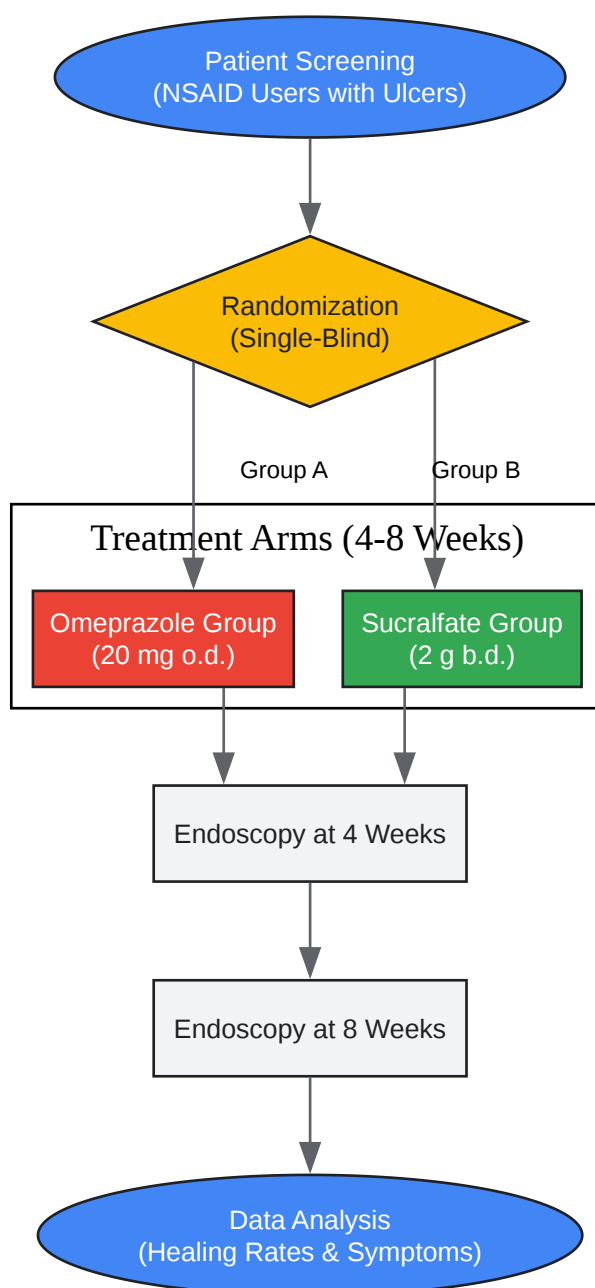 Patient Screening
(NSAID Users with Ulcers)
Randomization
(Single-Blind)
Group A
Group B
Treatment Arms (4-8 Weeks)
Omeprazole Group
(20 mg o.d.)
Sucralfate Group
(2 g b.d.)
Endoscopy at 4 Weeks
Endoscopy at 8 Weeks
Data Analysis
(Healing Rates & Symptoms)